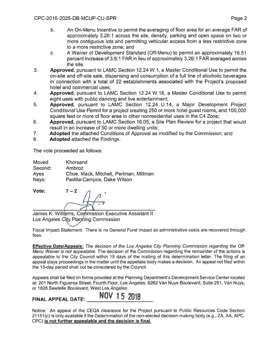 CPC-2016-2025-DB-MCUP-CU-SPR Page 2
b. An On-Menu Incentive to permit the averaging of floor area for an average FAR of
approximately 3.26:1 across the site, density, parking and open space on two or
more contiguous lots and permitting vehicular access from a less restrictive zone
to a more restrictive zone; and
c. A Waiver of Development Standard (Off-Menu) to permit an approximately 16.51
percent increase of 3.8:1 FAR in lieu of approximately 3.26:1 FAR averaged across
the site.
3. Approved, pursuant to LAMC Section 12.24 W.1, a Master Conditional Use to permit the
on-site and off-site sale, dispensing and consumption of a full line of alcoholic beverages
in connection with a total of 22 establishments associated with the Project's proposed
hotel and commercial uses;
4. Approved, pursuant to LAMC Section 12.24 W.18, a Master Conditional Use to permit
eight uses with public dancing and live entertainment;
5. Approved, pursuant to LAMC Section 12.24 U.14, a Major Development Project
Conditional Use Permit for a project creating 250 or more hotel guest rooms, and 100,000
square feet or more of floor area in other nonresidential uses in the C4 Zone;
6. Approved, pursuant to LAMC Section 16.05, a Site Plan Review for a project that would
result in an increase of 50 or more dwelling units;
7. Adopted the attached Conditions of Approval as modified by the Commission; and
8. Adopted the attached Findings.
The vote proceeded as follows:
Moved: Khorsand
Second: Ambroz
Ayes: Choe, Mack, Mitchell, Perlman, Millman
Nays: Padilla-Campos, Dake Wilson
Vote: 7 – 2
James K. Williams, Commission Executive Assistant II
Los Angeles City Planning Commission
Fiscal Impact Statement: There is no General Fund impact as administrative costs are recovered through
fees.
Effective Date/Appeals: The decision of the Los Angeles City Planning Commission regarding the Off-
Menu Waiver is not appealable. The decision of the Commission regarding the remainder of the actions is
appealable to the City Council within 15 days of the mailing of this determination letter. The filing of an
appeal stays proceedings in the matter until the appellate body makes a decision. An appeal not filed within
the 15-day period shall not be considered by the Council.
Appeals shall be filed on forms provided at the Planning Department's Development Service Center located
at: 201 North Figueroa Street, Fourth Floor, Los Angeles; 6262 Van Nuys Boulevard, Suite 251, Van Nuys;
or 1828 Sawtelle Boulevard, West Los Angeles.
FINAL APPEAL DATE: NOV 15 2018
Notice: An appeal of the CEQA clearance for the Project pursuant to Public Resources Code Section
21151(c) is only available if the Determination of the non-elected decision-making body (e.g., ZA, AA, APC,
CPC) is not further appealable and the decision is final.